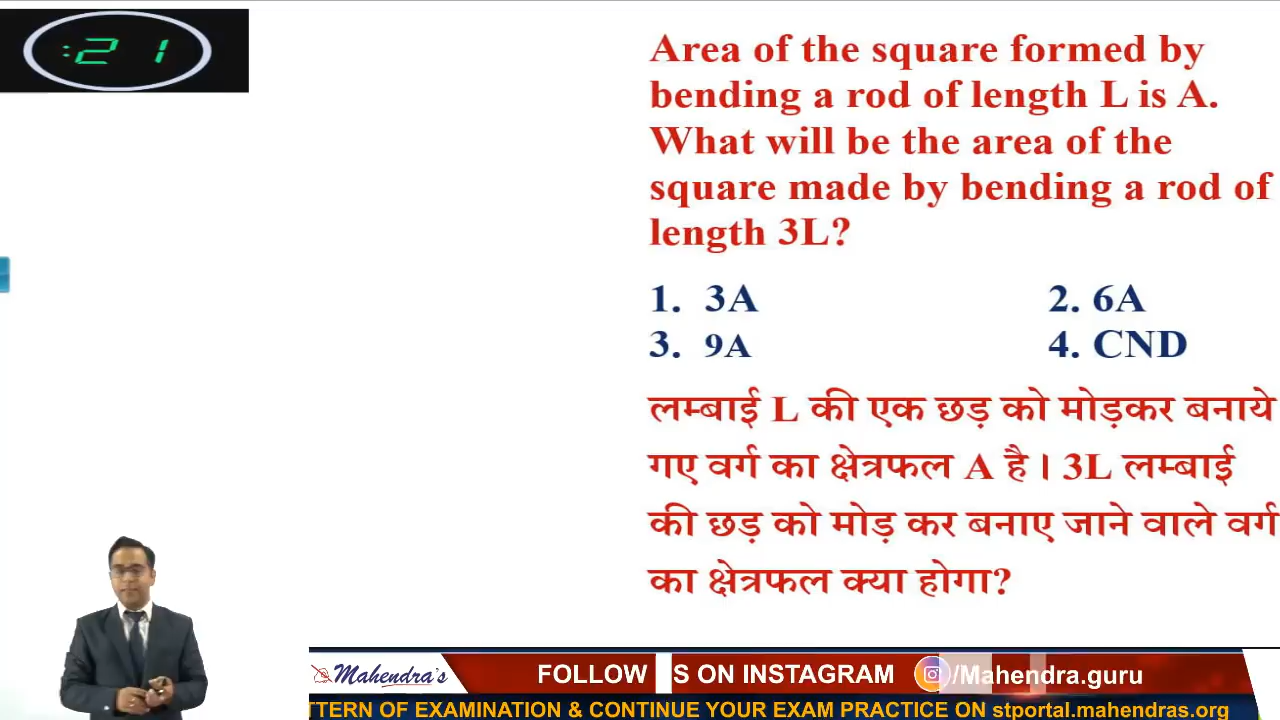 :21
Area of the square formed by
bending a rod of length L is A.
What will be the area of the
square made by bending a rod of
length 3L?
1. 3A 2. 6A
3. 9A 4. CND
लम्बाई L की एक छड़ को मोड़कर बनाये
गए वर्ग का क्षेत्रफल A है। 3L लम्बाई
की छड़ को मोड़ कर बनाए जाने वाले वर्ग
का क्षेत्रफल क्या होगा?
Mahendra's FOLLOW S ON INSTAGRAM /Mahendra.guru
TTERN OF EXAMINATION & CONTINUE YOUR EXAM PRACTICE ON stportal.mahendras.org